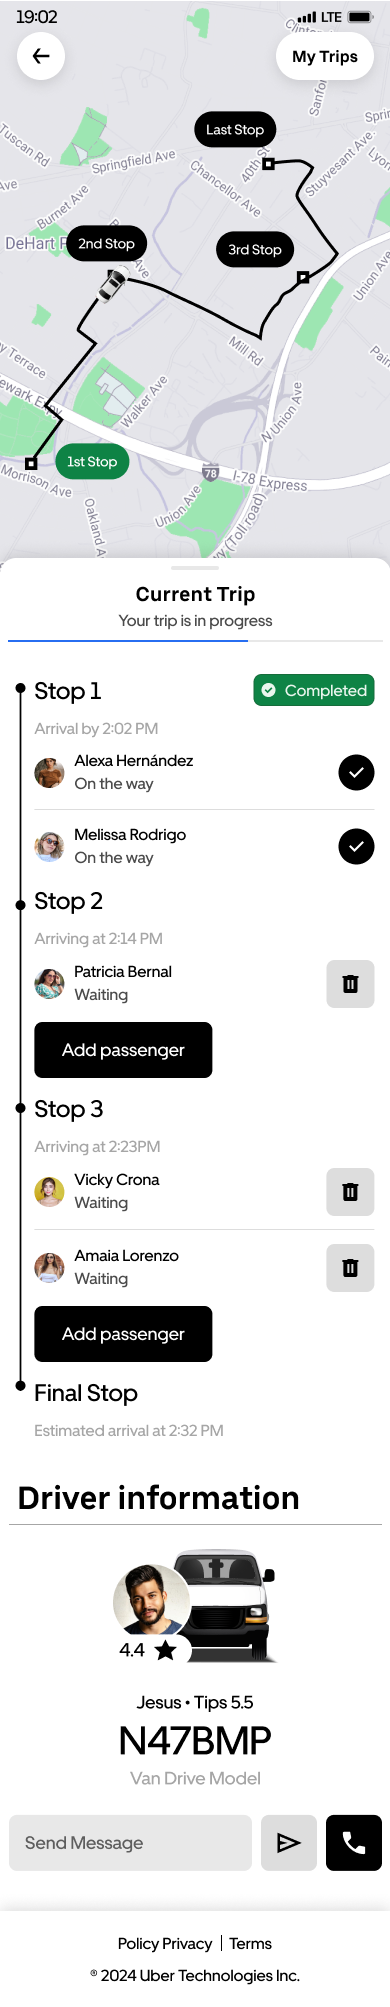 19:02
LTE
My Trips
Last Stop
Tuscan Rd
Springfield Ave
40th St
Chancellor Ave
Stuyvesant Ave
Burnet Ave
DeHart P
2nd Stop
3rd Stop
Union Ave
Mill Rd
Walker Ave
N Union Ave
1st Stop
Morrison Ave
78
I-78 Express
Oakland
Union Ave
(Toll road)
Current Trip
Your trip is in progress
Stop 1
Completed
Arrival by 2:02 PM
Alexa Hernández
On the way
Melissa Rodrigo
On the way
Stop 2
Arriving at 2:14 PM
Patricia Bernal
Waiting
Add passenger
Stop 3
Arriving at 2:23PM
Vicky Crona
Waiting
Amaia Lorenzo
Waiting
Add passenger
Final Stop
Estimated arrival at 2:32 PM
Driver information
4.4
Jesus • Tips 5.5
N47BMP
Van Drive Model
Send Message
Policy Privacy | Terms
® 2024 Uber Technologies Inc.